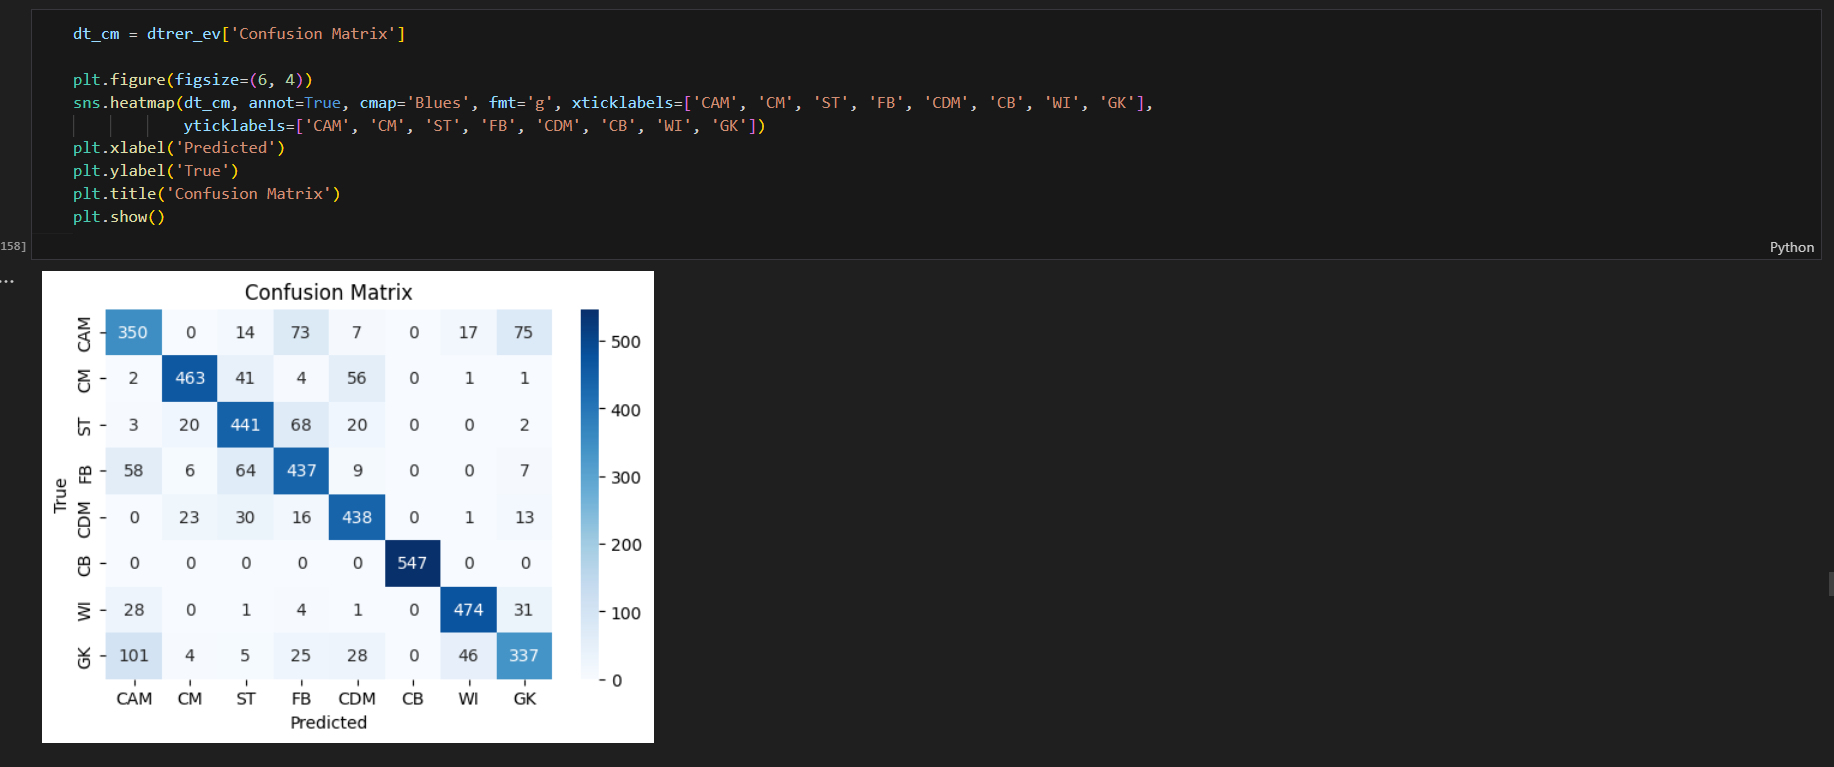 dt_cm = dtrer_ev['Confusion Matrix']
plt.figure(figsize=(6, 4))
sns.heatmap(dt_cm, annot=True, cmap='Blues', fmt='g', xticklabels=['CAM', 'CM', 'ST', 'FB', 'CDM', 'CB', 'WI', 'GK'],
yticklabels=['CAM', 'CM', 'ST', 'FB', 'CDM', 'CB', 'WI', 'GK'])
plt.xlabel('Predicted')
plt.ylabel('True')
plt.title('Confusion Matrix')
plt.show()
158]
Python
...
Confusion Matrix
CAM 350 0 14 73 7 0 17 75
CM 2 463 41 4 56 0 1 1
ST 3 20 441 68 20 0 0 2
FB 58 6 64 437 9 0 0 7
CDM 0 23 30 16 438 0 1 13
CB 0 0 0 0 0 547 0 0
WI 28 0 1 4 1 0 474 31
GK 101 4 5 25 28 0 46 337
True
CAM CM ST FB CDM CB WI GK
Predicted
500
400
300
200
100
0